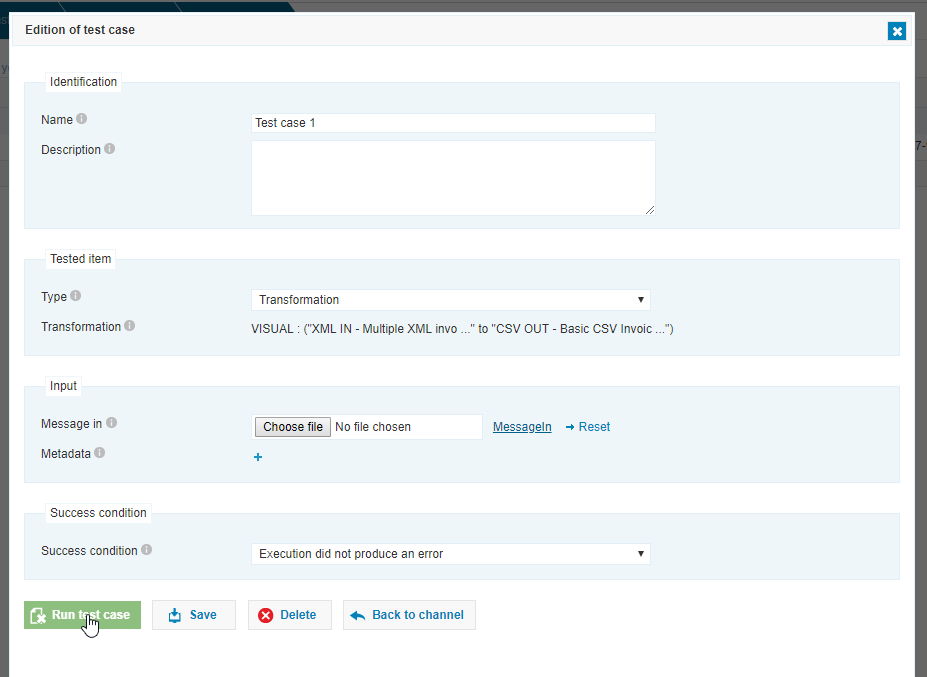 Edition of test case
Identification
Name
Test case 1
Description
Tested item
Type
Transformation
Transformation
VISUAL : ("XML IN - Multiple XML invo ..." to "CSV OUT - Basic CSV Invoic ...")
Input
Message in
Choose file No file chosen MessageIn Reset
Metadata
Success condition
Success condition
Execution did not produce an error
Run test case Save Delete Back to channel